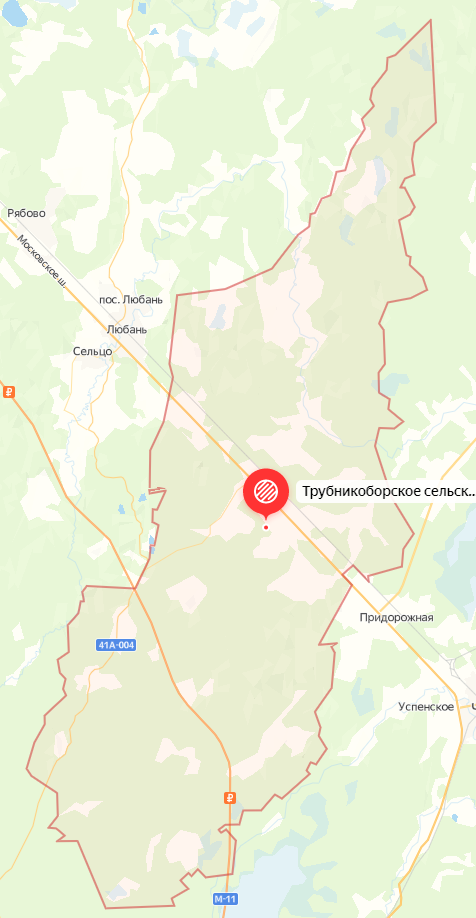 Рябово
Московское ш.
пос. Любань
Любань
Сельцо
₽
Трубникоборское сельск...
Придорожная
41А-004
Успенское
Ч
₽
М-11